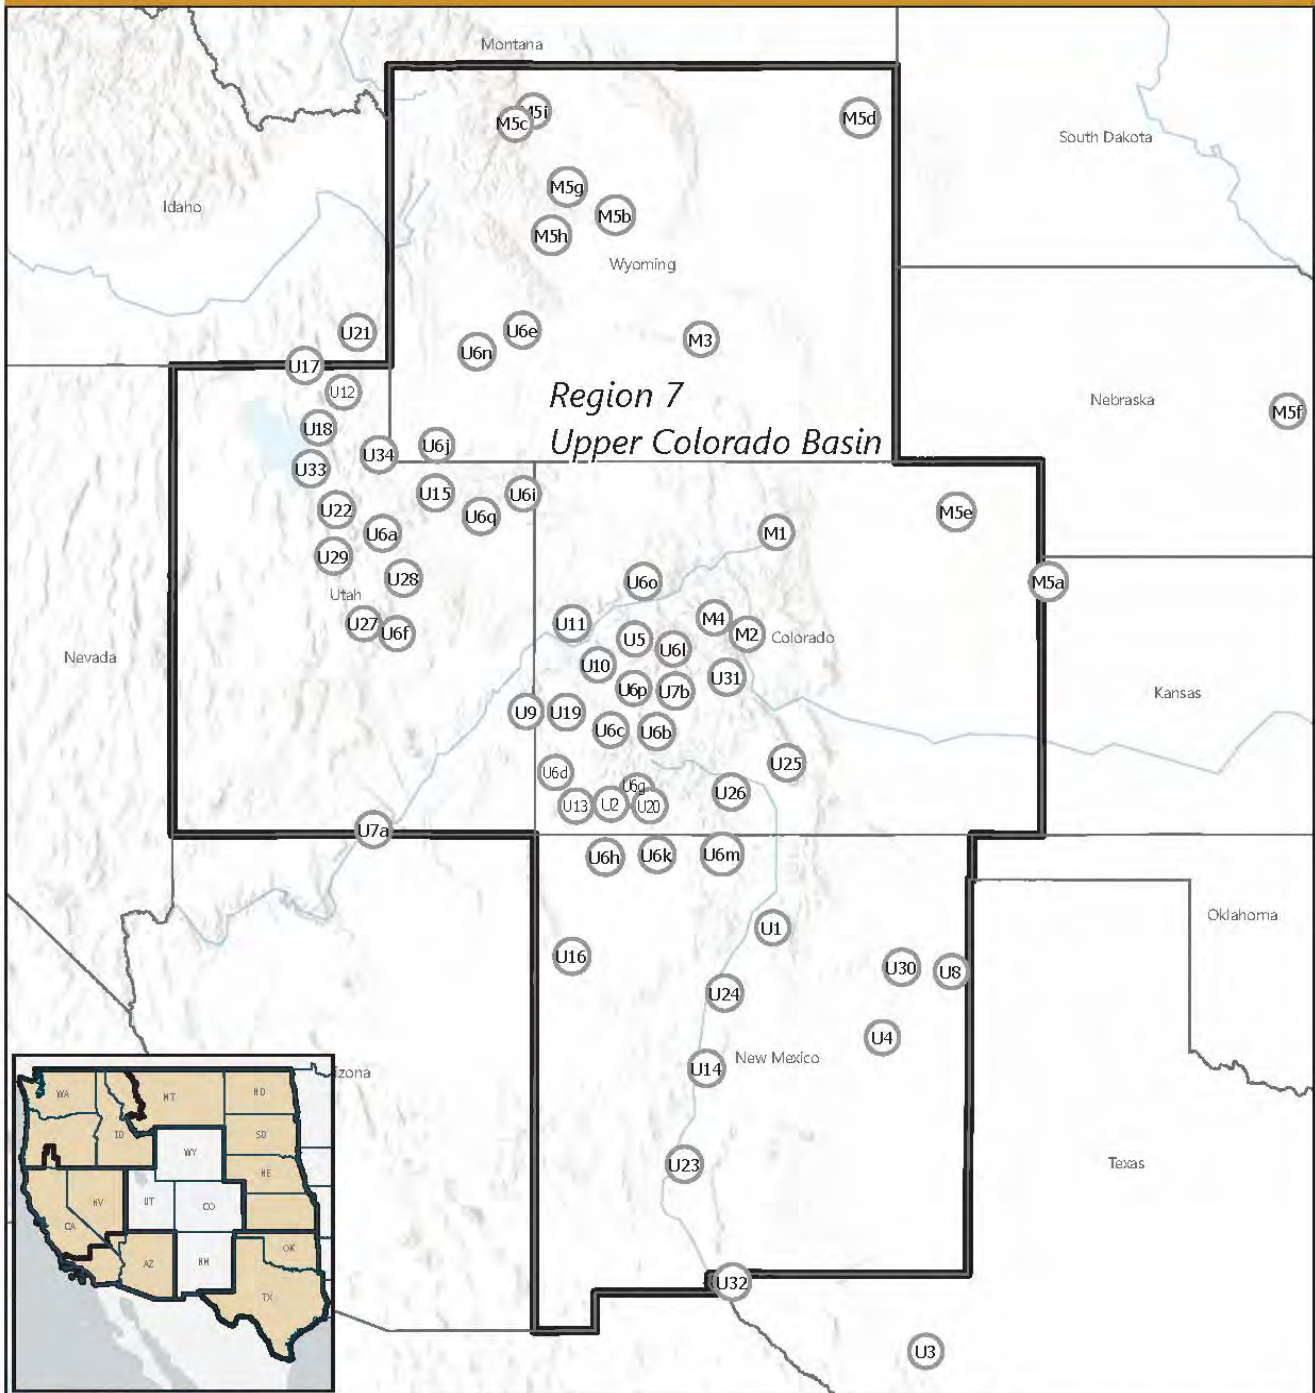 Montana
M5i
M5c
M5d
South Dakota
M5g
Idaho
M5b
M5h
Wyoming
U21
U6e
M3
U6n
U17
U12
Region 7
Nebraska
M5f
U18
Upper Colorado Basin
U34
U6j
U33
U15
U6i
U22
U6q
M5e
U6a
M1
U29
U28
U6o
M5a
Utah
U27
U6f
U11
M4
M2
Colorado
U5
U6l
Nevada
U10
U31
U6p
U7b
Kansas
U9
U19
U6c
U6b
U6d
U25
U6g
U26
U13
U2
U20
U7a
U6h
U6k
U6m
Oklahoma
U1
U16
U30
U8
U24
U4
New Mexico
U14
izona
U23
Texas
U32
U3
WA
MT
ND
ID
SD
WY
NE
NV
UT
CO
CA
AZ
NM
OK
TX